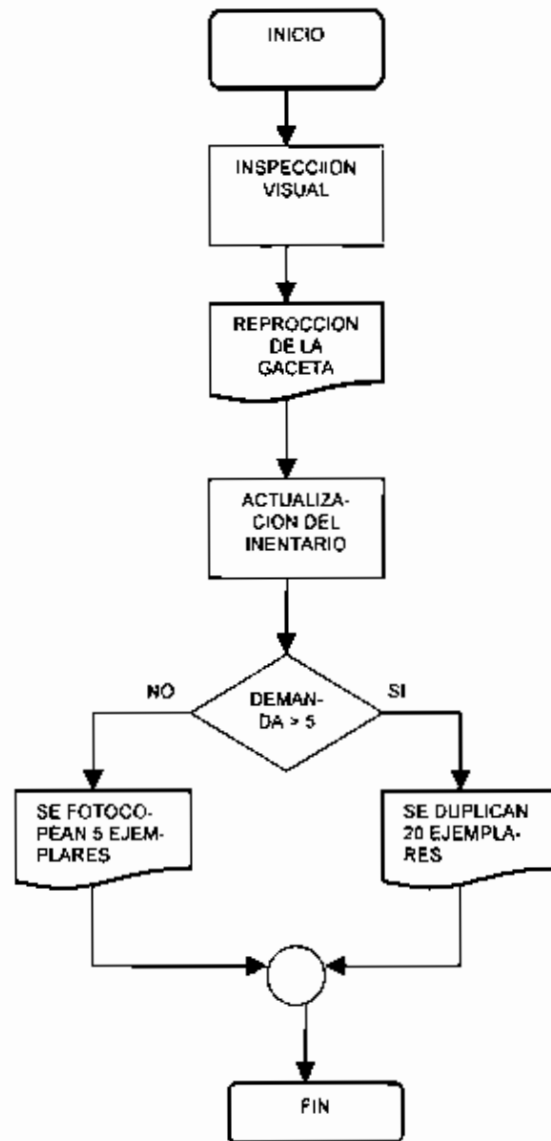 INICIO
INSPECCIION
VISUAL
REPROCCION
DE LA
GACETA
ACTUALIZA-
CION DEL
INENTARIO
NO
DEMAN-
DA > 5
SI
SE FOTOCO-
PEAN 5 EJEM-
PLARES
SE DUPLICAN
20 EJEMPLA-
RES
FIN